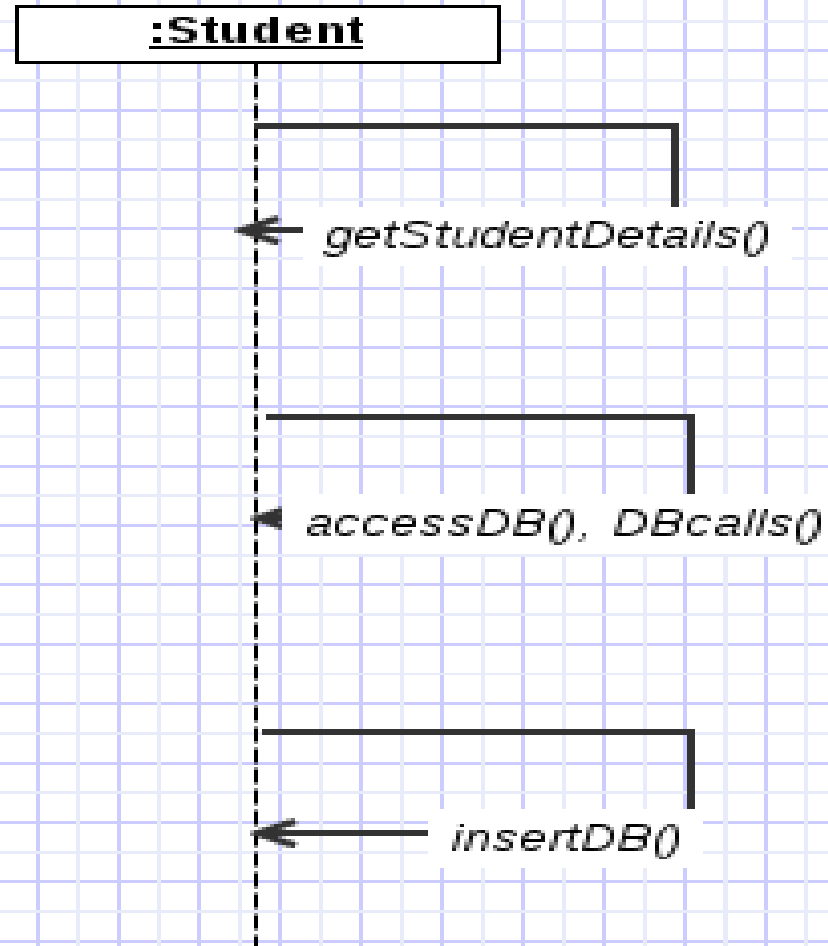 :Student
getStudentDetails()
accessDB(), DBcalls()
insertDB()